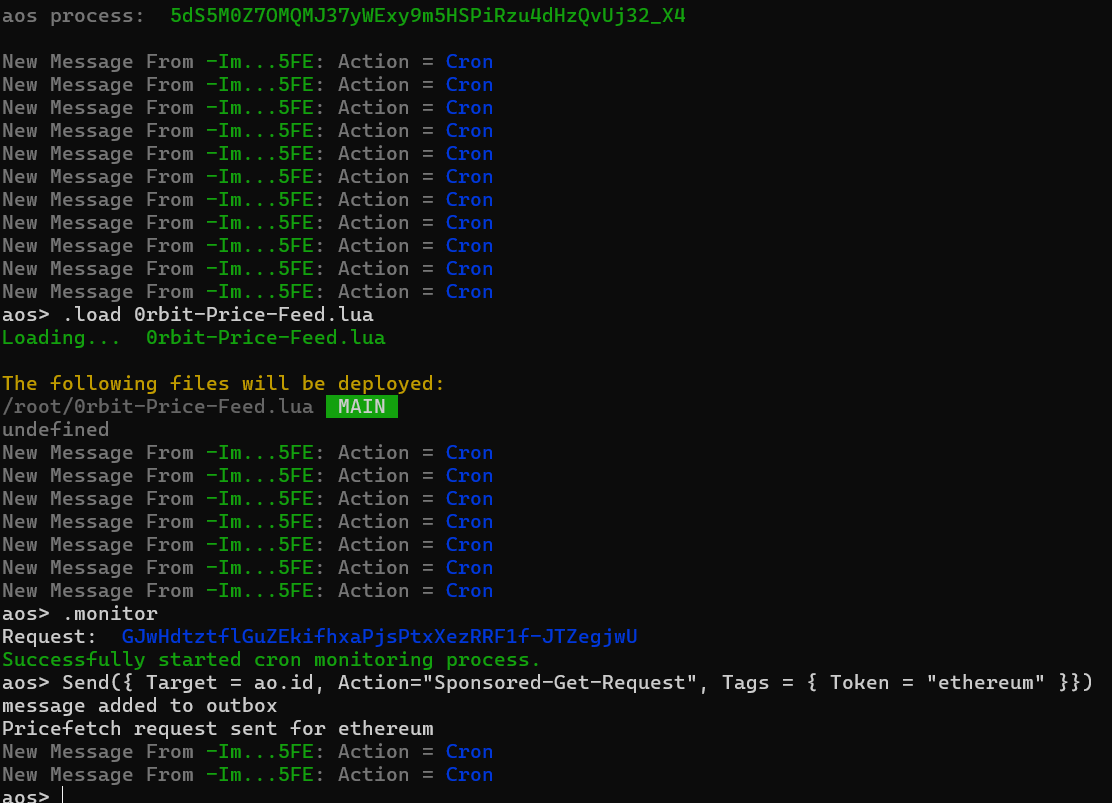 aos process:  5dS5M0Z7OMQMJ37yWExy9m5HSPiRzu4dHzQvUj32_X4
New Message From -Im...5FE: Action = Cron
New Message From -Im...5FE: Action = Cron
New Message From -Im...5FE: Action = Cron
New Message From -Im...5FE: Action = Cron
New Message From -Im...5FE: Action = Cron
New Message From -Im...5FE: Action = Cron
New Message From -Im...5FE: Action = Cron
New Message From -Im...5FE: Action = Cron
New Message From -Im...5FE: Action = Cron
New Message From -Im...5FE: Action = Cron
New Message From -Im...5FE: Action = Cron
aos> .load 0rbit-Price-Feed.lua
Loading...  0rbit-Price-Feed.lua
The following files will be deployed:
/root/0rbit-Price-Feed.lua MAIN
undefined
New Message From -Im...5FE: Action = Cron
New Message From -Im...5FE: Action = Cron
New Message From -Im...5FE: Action = Cron
New Message From -Im...5FE: Action = Cron
New Message From -Im...5FE: Action = Cron
New Message From -Im...5FE: Action = Cron
New Message From -Im...5FE: Action = Cron
aos> .monitor
Request:  GJwHdtztflGuZEkifhxaPjsPtxXezRRF1f-JTZegjwU
Successfully started cron monitoring process.
aos> Send({ Target = ao.id, Action="Sponsored-Get-Request", Tags = { Token = "ethereum" }})
message added to outbox
Pricefetch request sent for ethereum
New Message From -Im...5FE: Action = Cron
New Message From -Im...5FE: Action = Cron
aos>